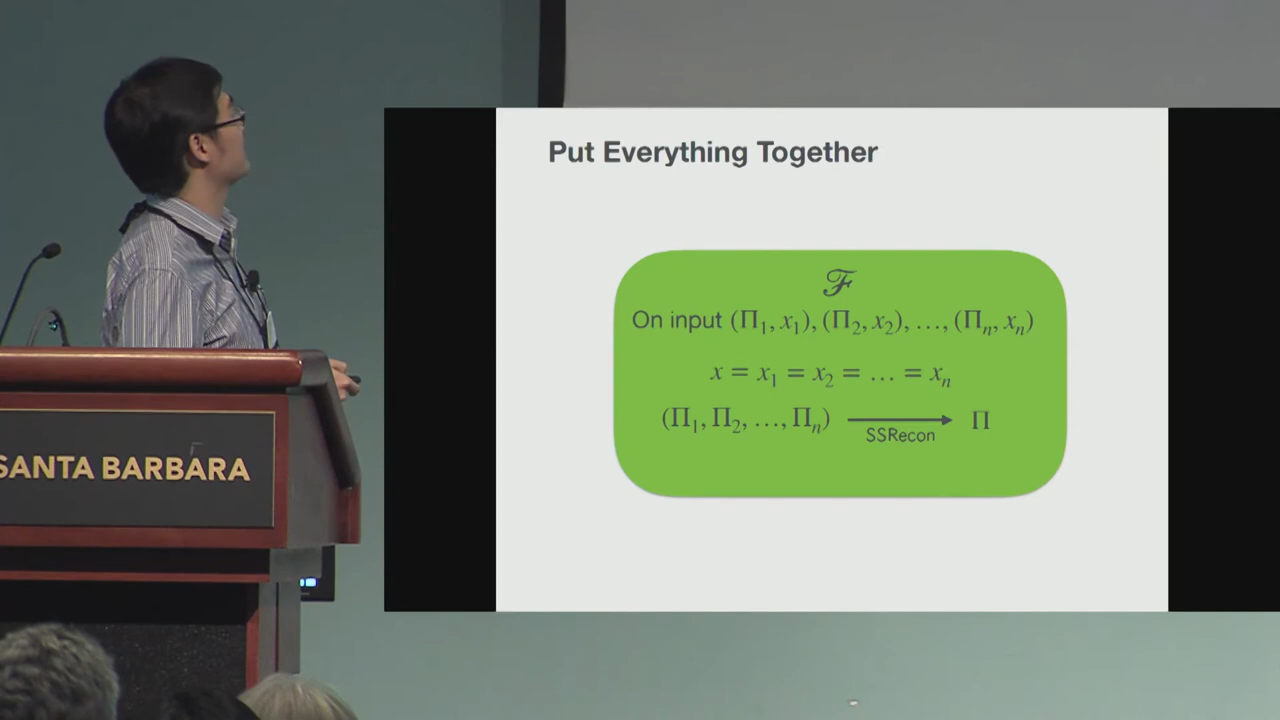 Put Everything Together
ℱ
On input (Π₁, x₁), (Π₂, x₂), …, (Πₙ, xₙ)
x = x₁ = x₂ = … = xₙ
(Π₁, Π₂, …, Πₙ) ⟶ Π
SSRecon
SANTA BARBARA